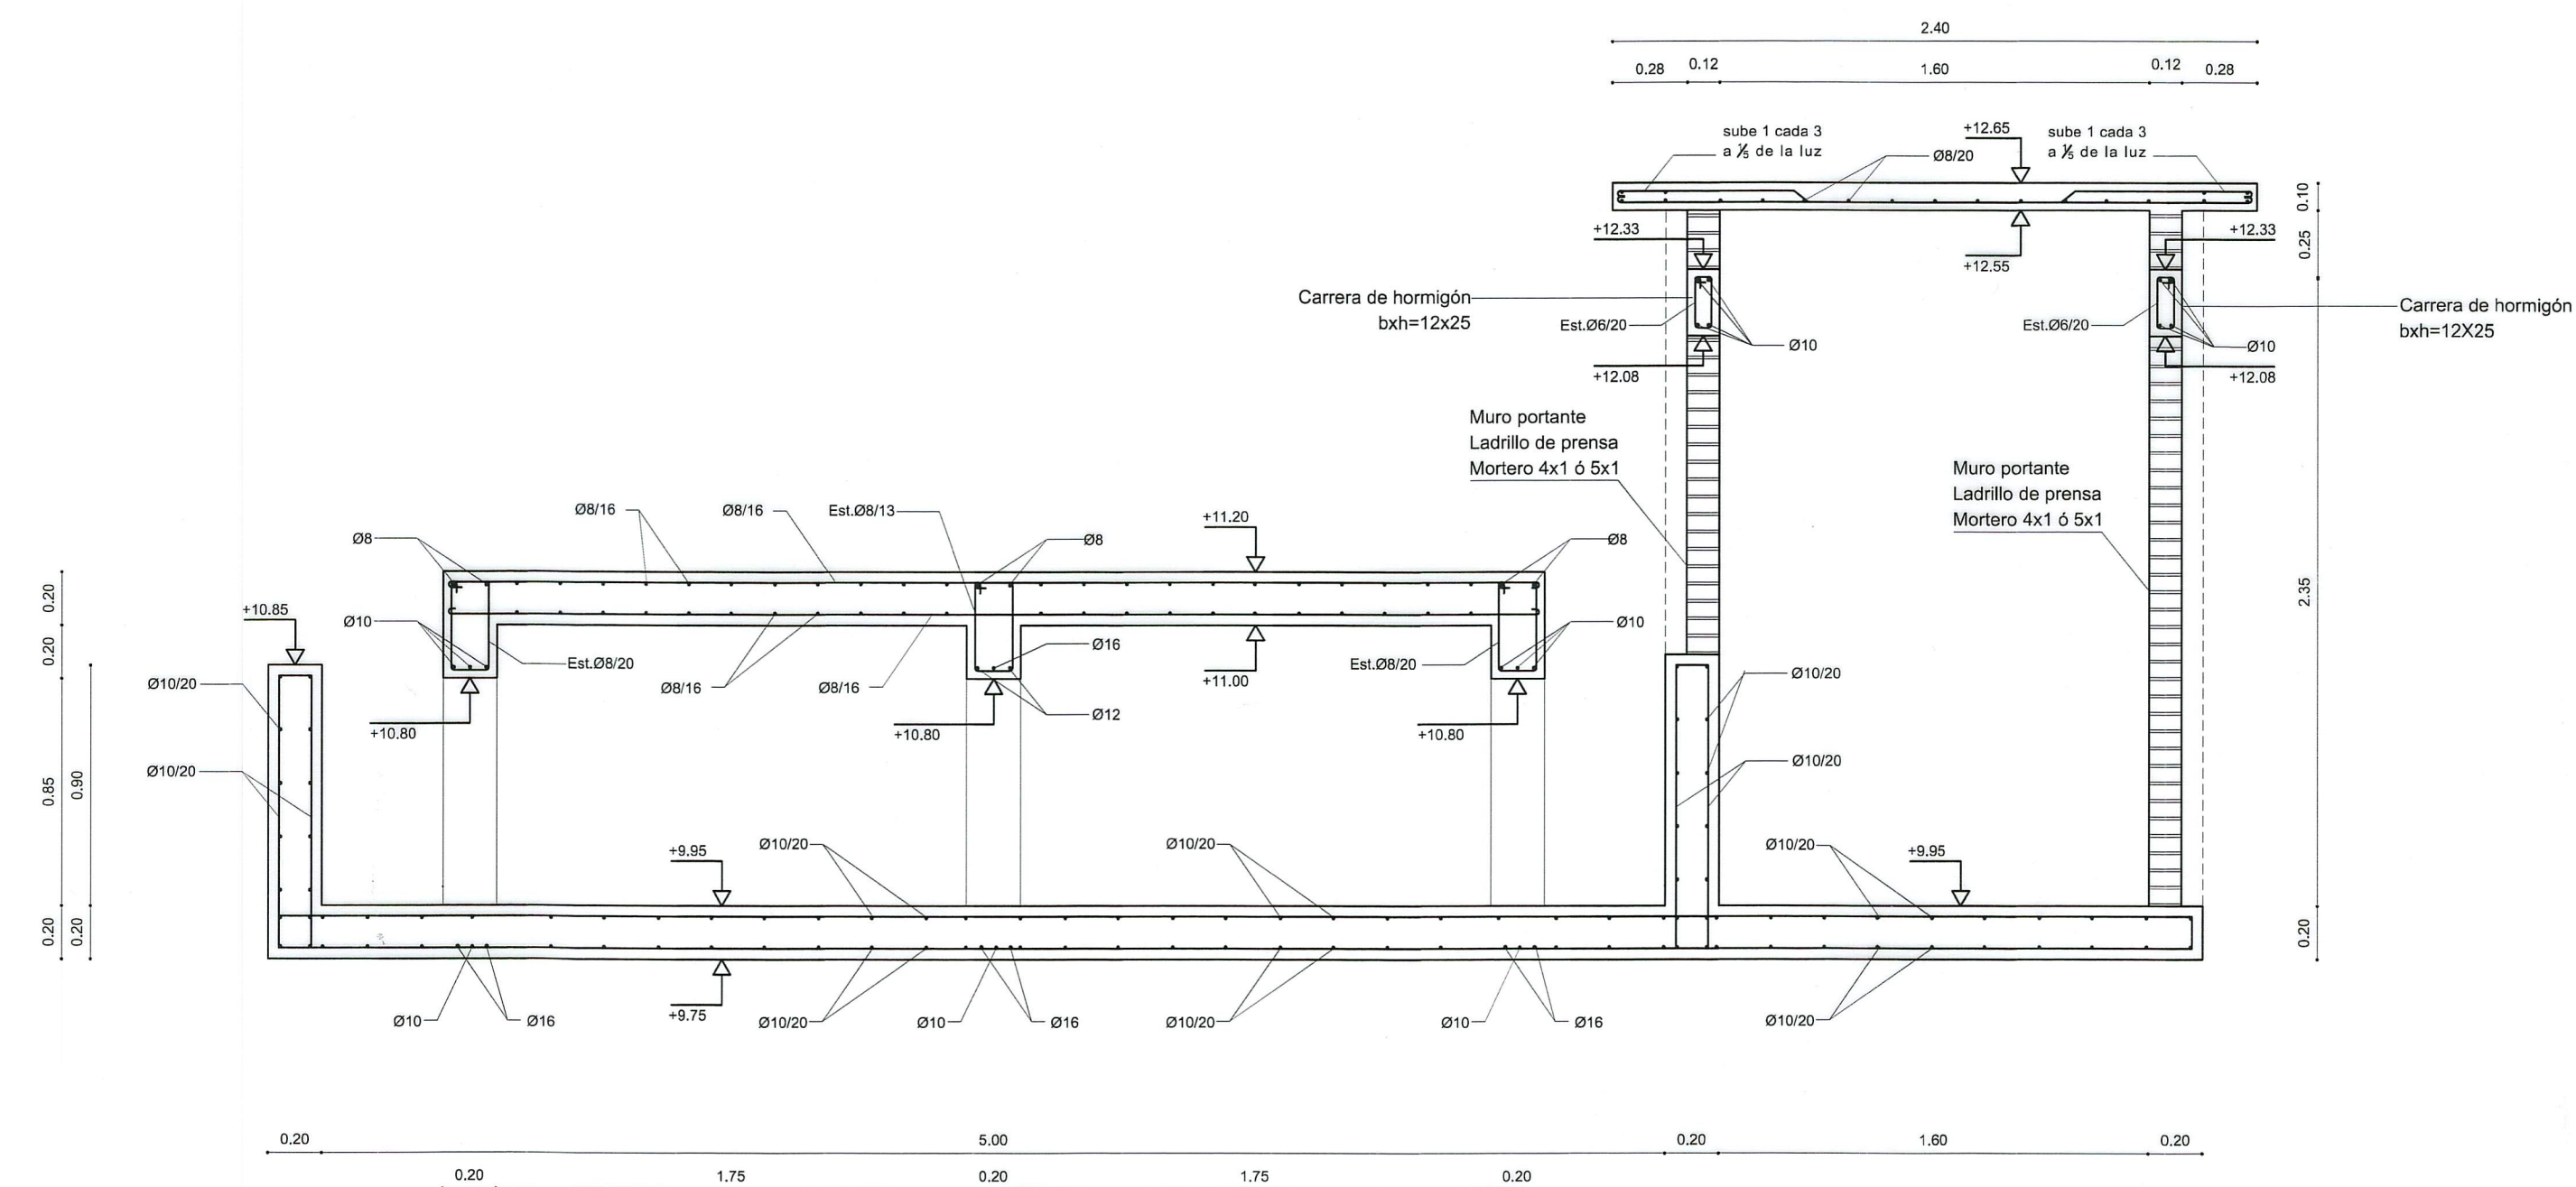 2.40
0.28
0.12
1.60
0.12
0.28
sube 1 cada 3
a ⅕ de la luz
Ø8/20
+12.65
sube 1 cada 3
a ⅕ de la luz
0.10
+12.33
+12.55
+12.33
0.25
Carrera de hormigón
bxh=12x25
Est.Ø6/20
Ø10
+12.08
Est.Ø6/20
Ø10
+12.08
Carrera de hormigón
bxh=12X25
Muro portante
Ladrillo de prensa
Mortero 4x1 ó 5x1
Muro portante
Ladrillo de prensa
Mortero 4x1 ó 5x1
2.35
Ø8
Ø8/16
Ø8/16
Est.Ø8/13
Ø8
+11.20
Ø8
0.20
+10.85
0.20
Ø10
Est.Ø8/20
Ø16
Est.Ø8/20
Ø10
Ø10/20
Ø8/16
Ø8/16
+11.00
Ø10/20
+10.80
+10.80
Ø12
+10.80
Ø10/20
0.85
0.90
Ø10/20
+9.95
Ø10/20
Ø10/20
Ø10/20
+9.95
0.20
0.20
0.20
+9.75
Ø10
Ø16
Ø10/20
Ø10
Ø16
Ø10/20
Ø10
Ø16
Ø10/20
0.20
5.00
0.20
1.60
0.20
0.20
1.75
0.20
1.75
0.20